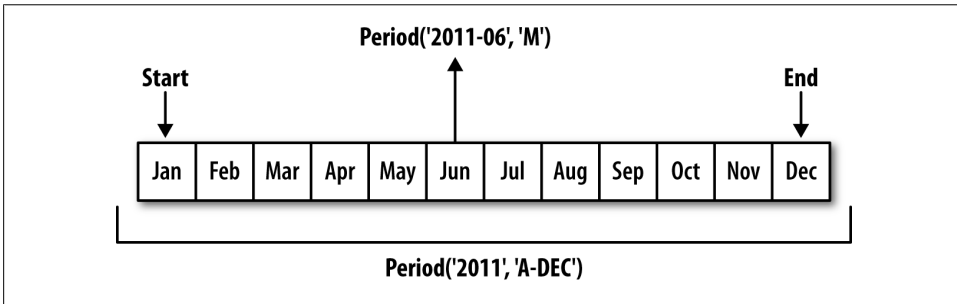 Period('2011-06', 'M')
Start End
Jan Feb Mar Apr May Jun Jul Aug Sep Oct Nov Dec
Period('2011', 'A-DEC')